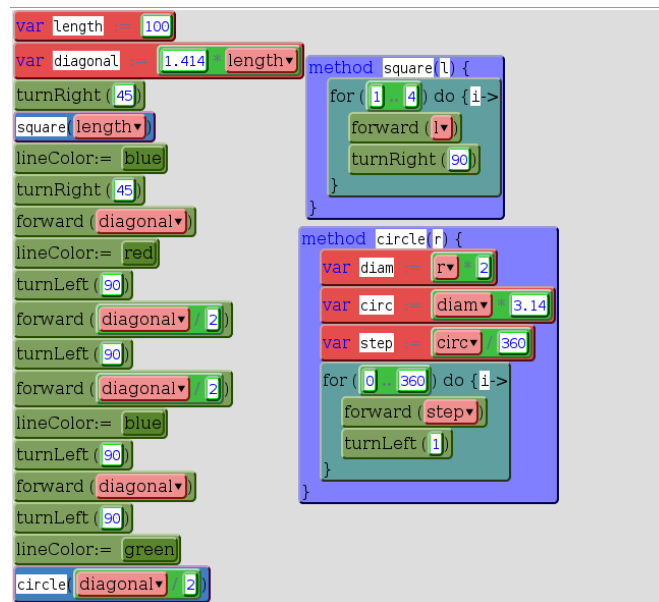 var length := 100
var diagonal := 1.414 * length▾
turnRight ( 45 )
square( length▾ )
lineColor:= blue
turnRight ( 45 )
forward ( diagonal▾ )
lineColor:= red
turnLeft ( 90 )
forward ( diagonal▾ / 2 )
turnLeft ( 90 )
forward ( diagonal▾ / 2 )
lineColor:= blue
turnLeft ( 90 )
forward ( diagonal▾ )
turnLeft ( 90 )
lineColor:= green
circle( diagonal▾ / 2 )
method square(l) {
for ( 1 .. 4 ) do { i->
forward ( l▾ )
turnRight ( 90 )
}
}
method circle(r) {
var diam := r▾ * 2
var circ := diam▾ * 3.14
var step := circ▾ / 360
for ( 0 .. 360 ) do { i->
forward ( step▾ )
turnLeft ( 1 )
}
}